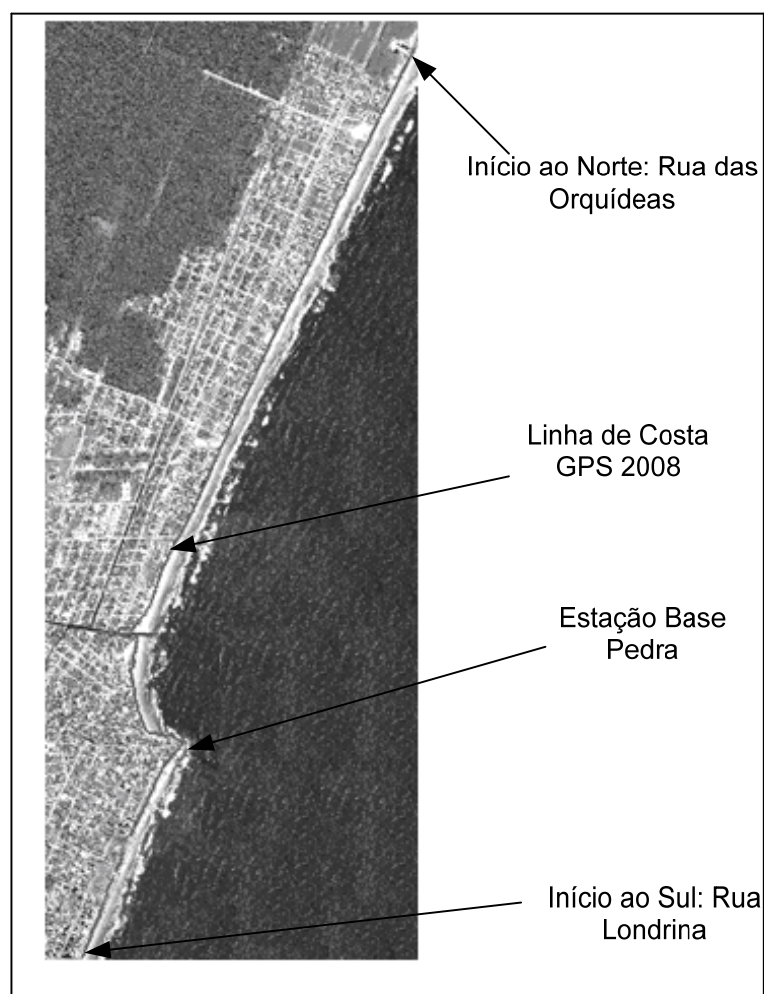 Início ao Norte: Rua das
Orquídeas
Linha de Costa
GPS 2008
Estação Base
Pedra
Início ao Sul: Rua
Londrina